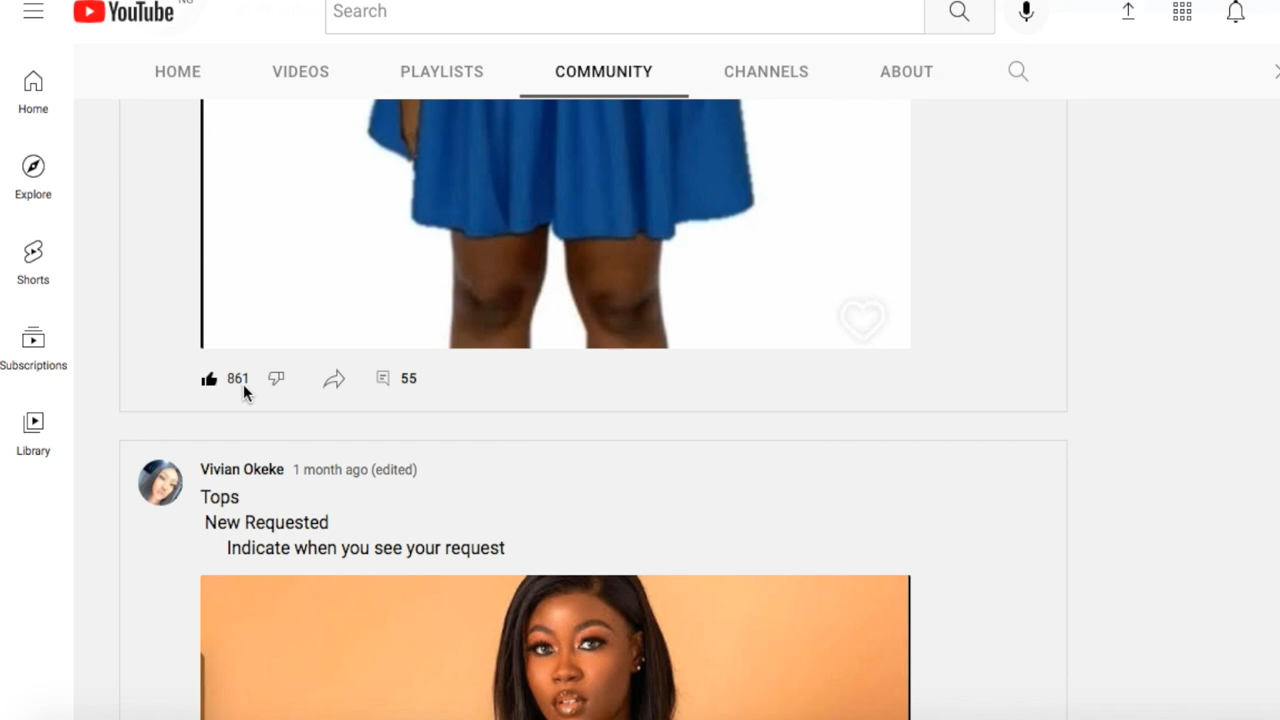 YouTube
Search
HOME VIDEOS PLAYLISTS COMMUNITY CHANNELS ABOUT
Home
Explore
Shorts
Subscriptions
Library
861 55
Vivian Okeke 1 month ago (edited)
Tops
New Requested
Indicate when you see your request